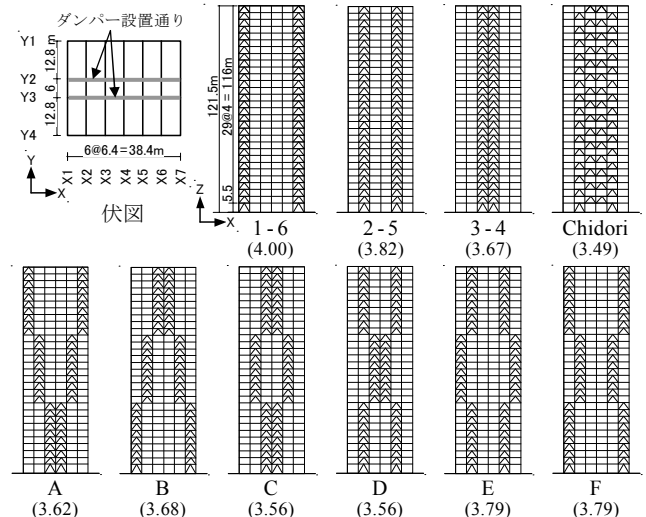 ダンパー設置通り
Y1
Y2
Y3
Y4
12.8 m
6
12.8
6@6.4=38.4m
X1 X2 X3 X4 X5 X6 X7
Y
X
伏図
121.5m
29@4 = 116m
5.5
Z
X
1 - 6
(4.00)
2 - 5
(3.82)
3 - 4
(3.67)
Chidori
(3.49)
A
(3.62)
B
(3.68)
C
(3.56)
D
(3.56)
E
(3.79)
F
(3.79)